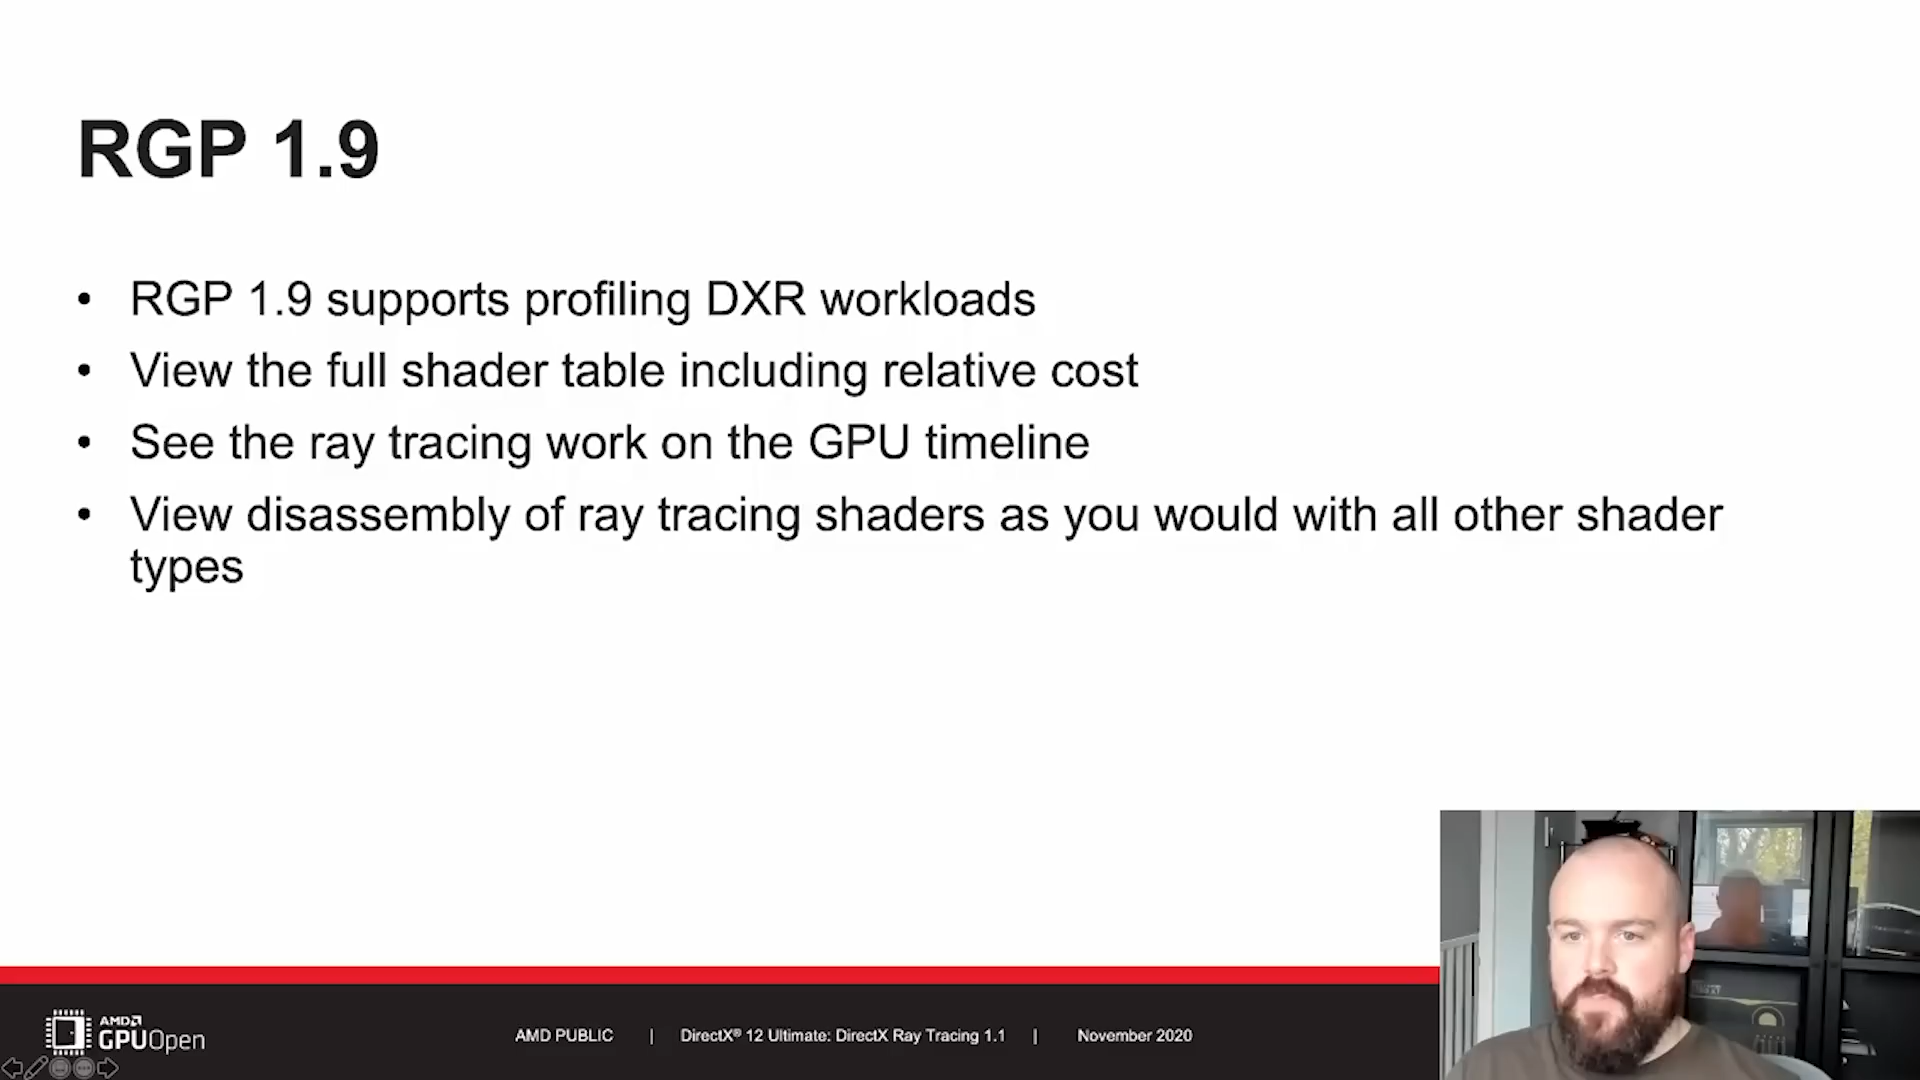 RGP 1.9
• RGP 1.9 supports profiling DXR workloads
• View the full shader table including relative cost
• See the ray tracing work on the GPU timeline
• View disassembly of ray tracing shaders as you would with all other shader
types
AMD
GPUOpen
AMD PUBLIC | DirectX® 12 Ultimate: DirectX Ray Tracing 1.1 | November 2020